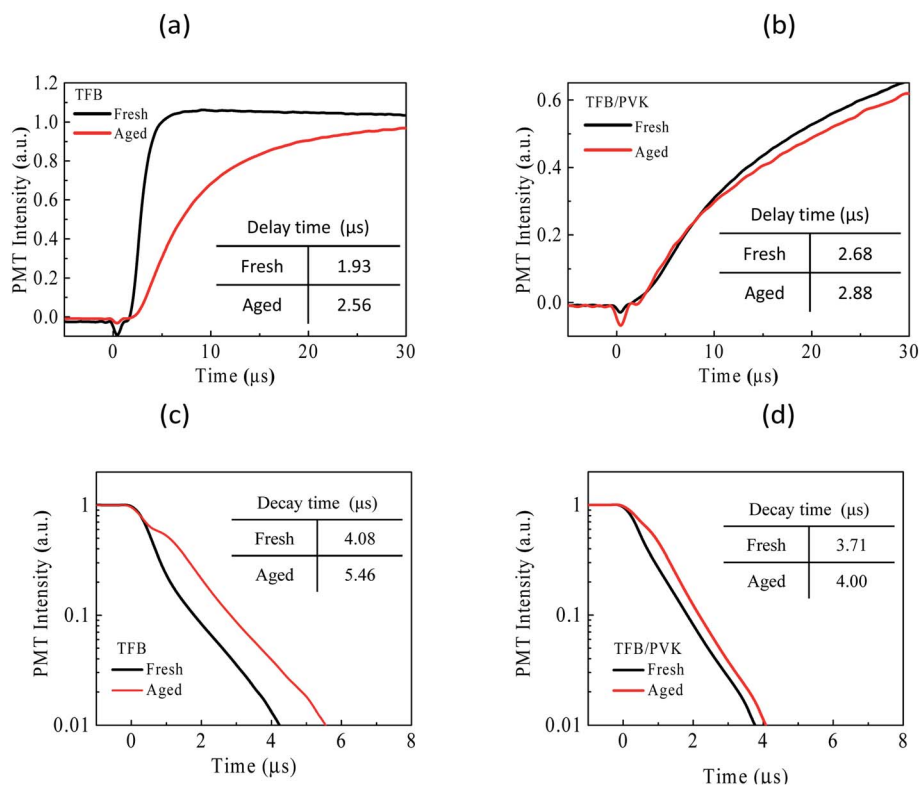 (a)
(b)
1.2
1.0
0.8
0.6
0.4
0.2
0.0
PMT Intensity (a.u.)
TFB
Fresh
Aged
Delay time (μs)
Fresh 1.93
Aged 2.56
0 10 20 30
Time (μs)
0.6
0.4
0.2
0.0
PMT Intensity (a.u.)
TFB/PVK
Fresh
Aged
Delay time (μs)
Fresh 2.68
Aged 2.88
0 10 20 30
Time (μs)
(c)
(d)
1
0.1
0.01
PMT Intensity (a.u.)
Decay time (μs)
Fresh 4.08
Aged 5.46
TFB
Fresh
Aged
0 2 4 6 8
Time (μs)
1
0.1
0.01
PMT Intensity (a.u.)
Decay time (μs)
Fresh 3.71
Aged 4.00
TFB/PVK
Fresh
Aged
0 2 4 6 8
Time (μs)